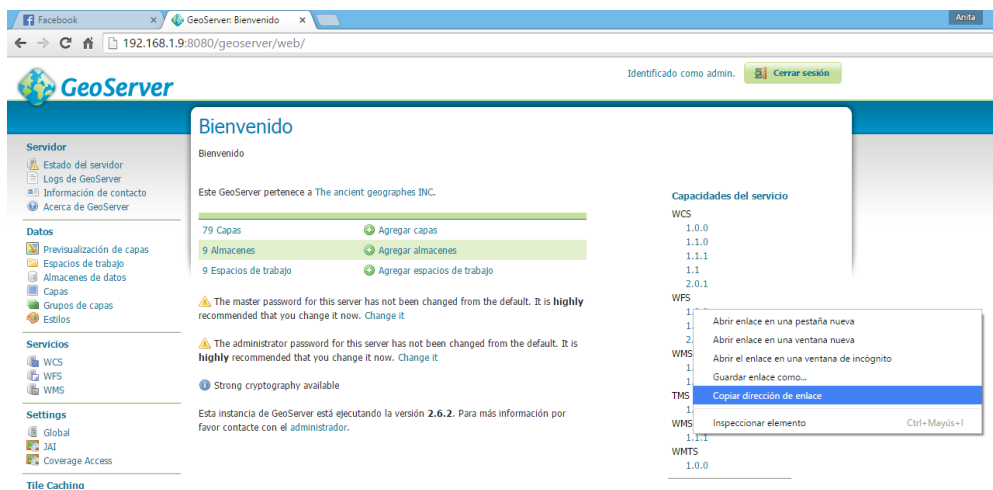 Facebook
GeoServer: Bienvenido
Anita
192.168.1.9:8080/geoserver/web/
GeoServer
Identificado como admin.
Cerrar sesión
Bienvenido
Bienvenido
Este GeoServer pertenece a The ancient geographes INC.
79 Capas
Agregar capas
9 Almacenes
Agregar almacenes
9 Espacios de trabajo
Agregar espacios de trabajo
The master password for this server has not been changed from the default. It is highly
recommended that you change it now. Change it
The administrator password for this server has not been changed from the default. It is
highly recommended that you change it now. Change it
Strong cryptography available
Esta instancia de GeoServer está ejecutando la versión 2.6.2. Para más información por
favor contacte con el administrador.
Servidor
Estado del servidor
Logs de GeoServer
Información de contacto
Acerca de GeoServer
Datos
Previsualización de capas
Espacios de trabajo
Almacenes de datos
Capas
Grupos de capas
Estilos
Servicios
WCS
WFS
WMS
Settings
Global
JAI
Coverage Access
Tile Caching
Capacidades del servicio
WCS
1.0.0
1.1.0
1.1.1
1.1
2.0.1
WFS
1.
2.
WMS
1.
1.
TMS
1.
WMS
1.1.1
WMTS
1.0.0
Abrir enlace en una pestaña nueva
Abrir enlace en una ventana nueva
Abrir el enlace en una ventana de incógnito
Guardar enlace como...
Copiar dirección de enlace
Inspeccionar elemento
Ctrl+Mayús+I